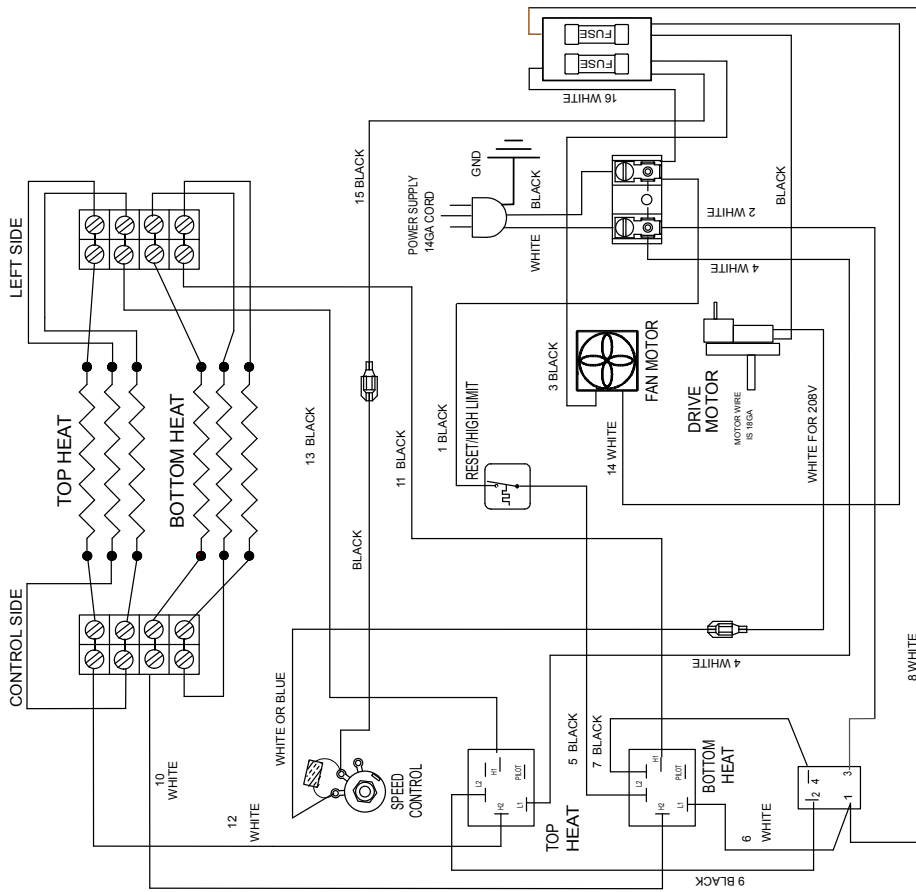 LEFT SIDE
TOP HEAT
BOTTOM HEAT
CONTROL SIDE
FUSE
FUSE
16 WHITE
15 BLACK
GND
POWER SUPPLY
14GA CORD
BLACK
WHITE
2 WHITE
4 WHITE
BLACK
3 BLACK
FAN MOTOR
14 WHITE
DRIVE
MOTOR
MOTOR WIRE
IS 18GA
WHITE FOR 208V
13 BLACK
11 BLACK
1 BLACK
RESET/HIGH LIMIT
BLACK
WHITE OR BLUE
SPEED
CONTROL
10
WHITE
12
WHITE
4 WHITE
5 BLACK
7 BLACK
L2
H1
PILOT
H2
L1
TOP
HEAT
L2
H1
PILOT
H2
L1
BOTTOM
HEAT
6
WHITE
9 BLACK
2
4
1
3
8 WHITE